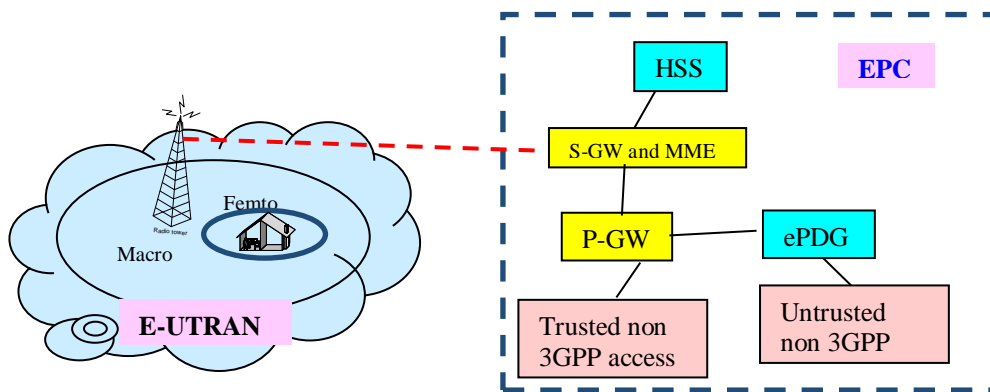 HSS
EPC
S-GW and MME
Femto
Radio tower
Macro
P-GW
ePDG
E-UTRAN
Trusted non
3GPP access
Untrusted
non 3GPP